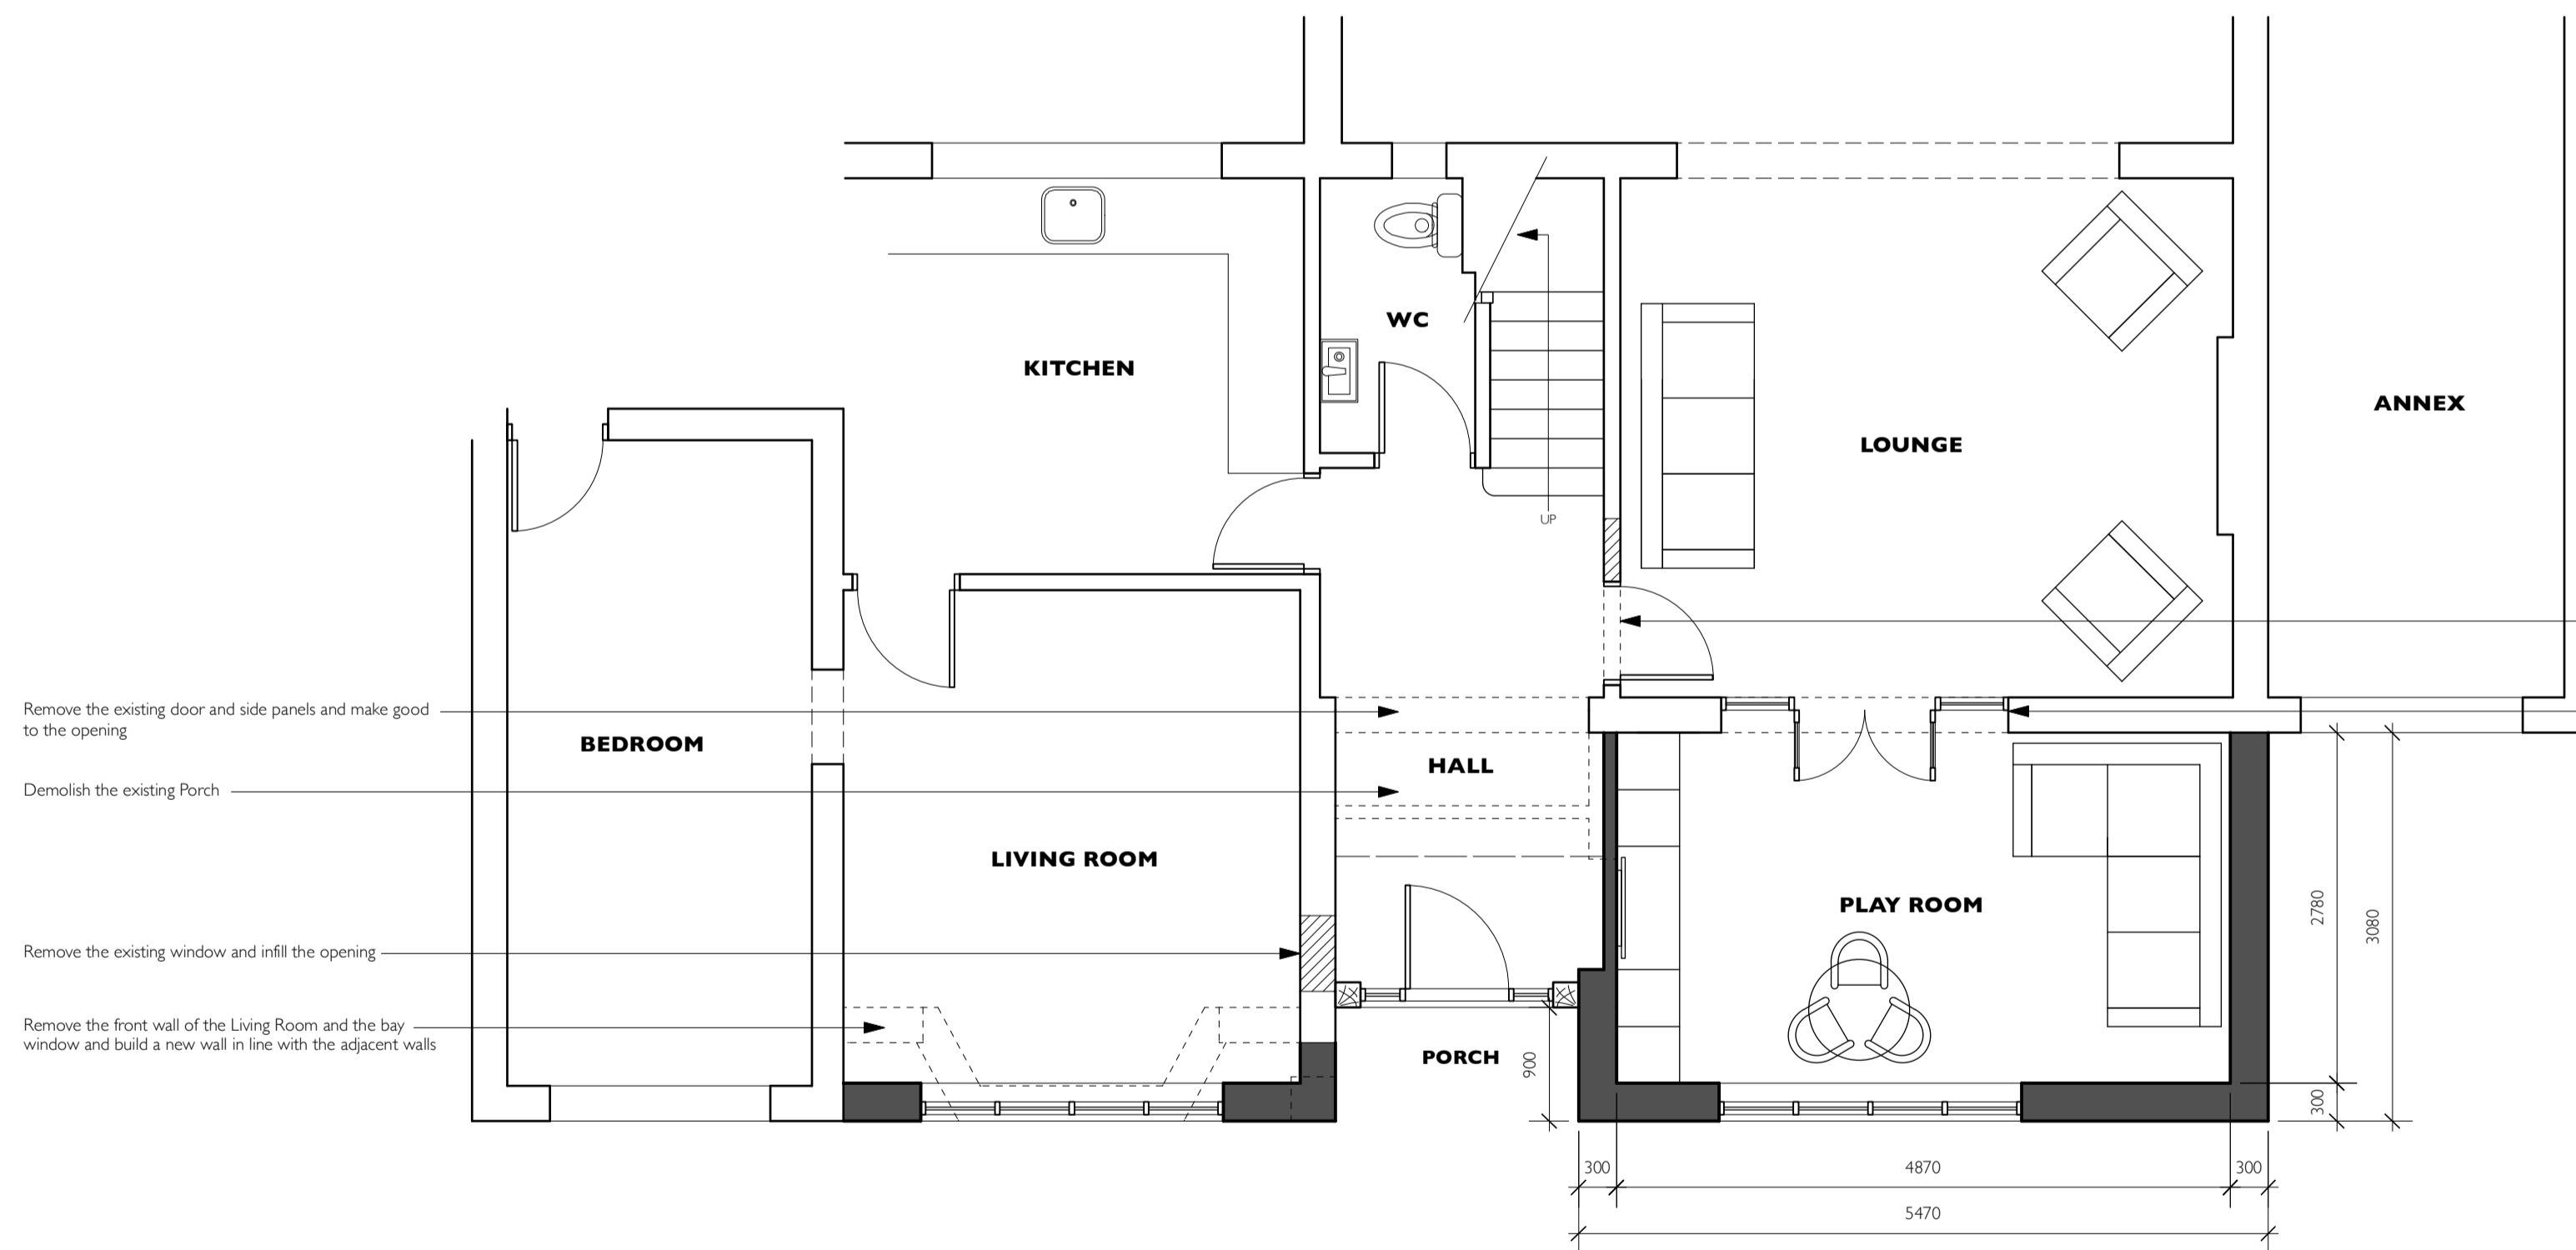 KITCHEN
WC
UP
LOUNGE
ANNEX
Remove the existing door and side panels and make good
to the opening
BEDROOM
HALL
Demolish the existing Porch
LIVING ROOM
PLAY ROOM
2780
3080
Remove the existing window and infill the opening
Remove the front wall of the Living Room and the bay
window and build a new wall in line with the adjacent walls
PORCH
900
300
300
4870
300
5470